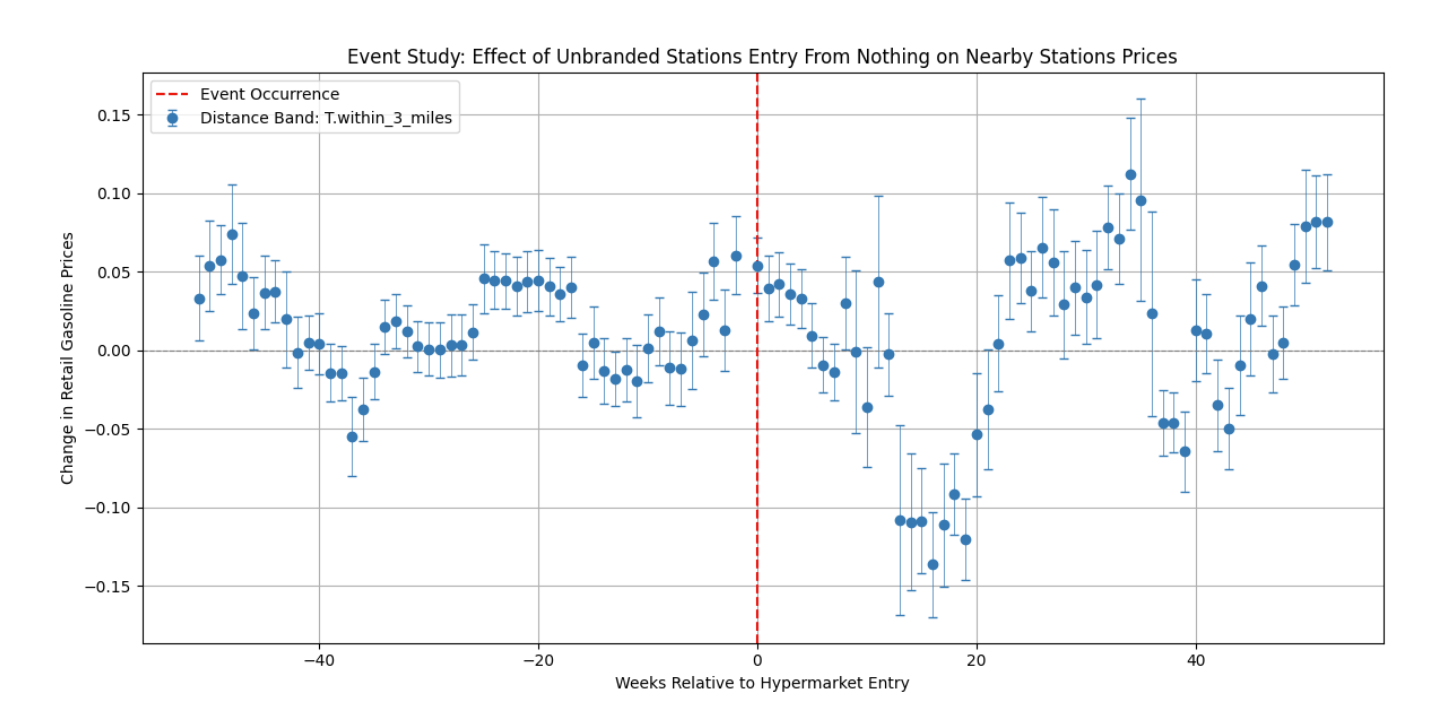 Event Study: Effect of Unbranded Stations Entry From Nothing on Nearby Stations Prices
Event Occurrence
Distance Band: T.within_3_miles
Change in Retail Gasoline Prices
0.15
0.10
0.05
0.00
−0.05
−0.10
−0.15
−40
−20
0
20
40
Weeks Relative to Hypermarket Entry